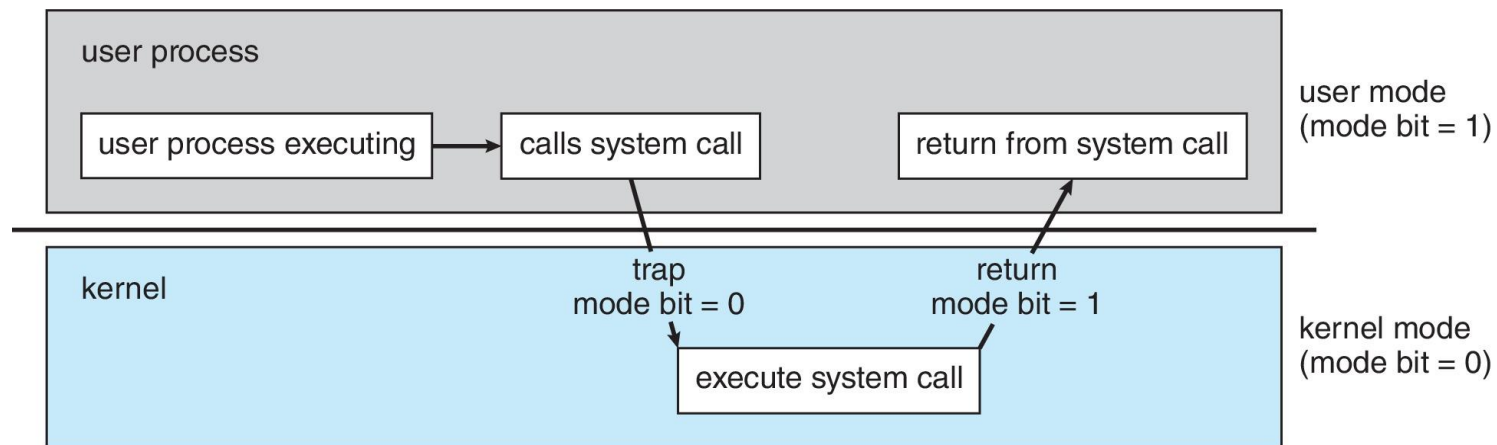 user process
user process executing
calls system call
return from system call
user mode
(mode bit = 1)
kernel
trap
mode bit = 0
return
mode bit = 1
execute system call
kernel mode
(mode bit = 0)